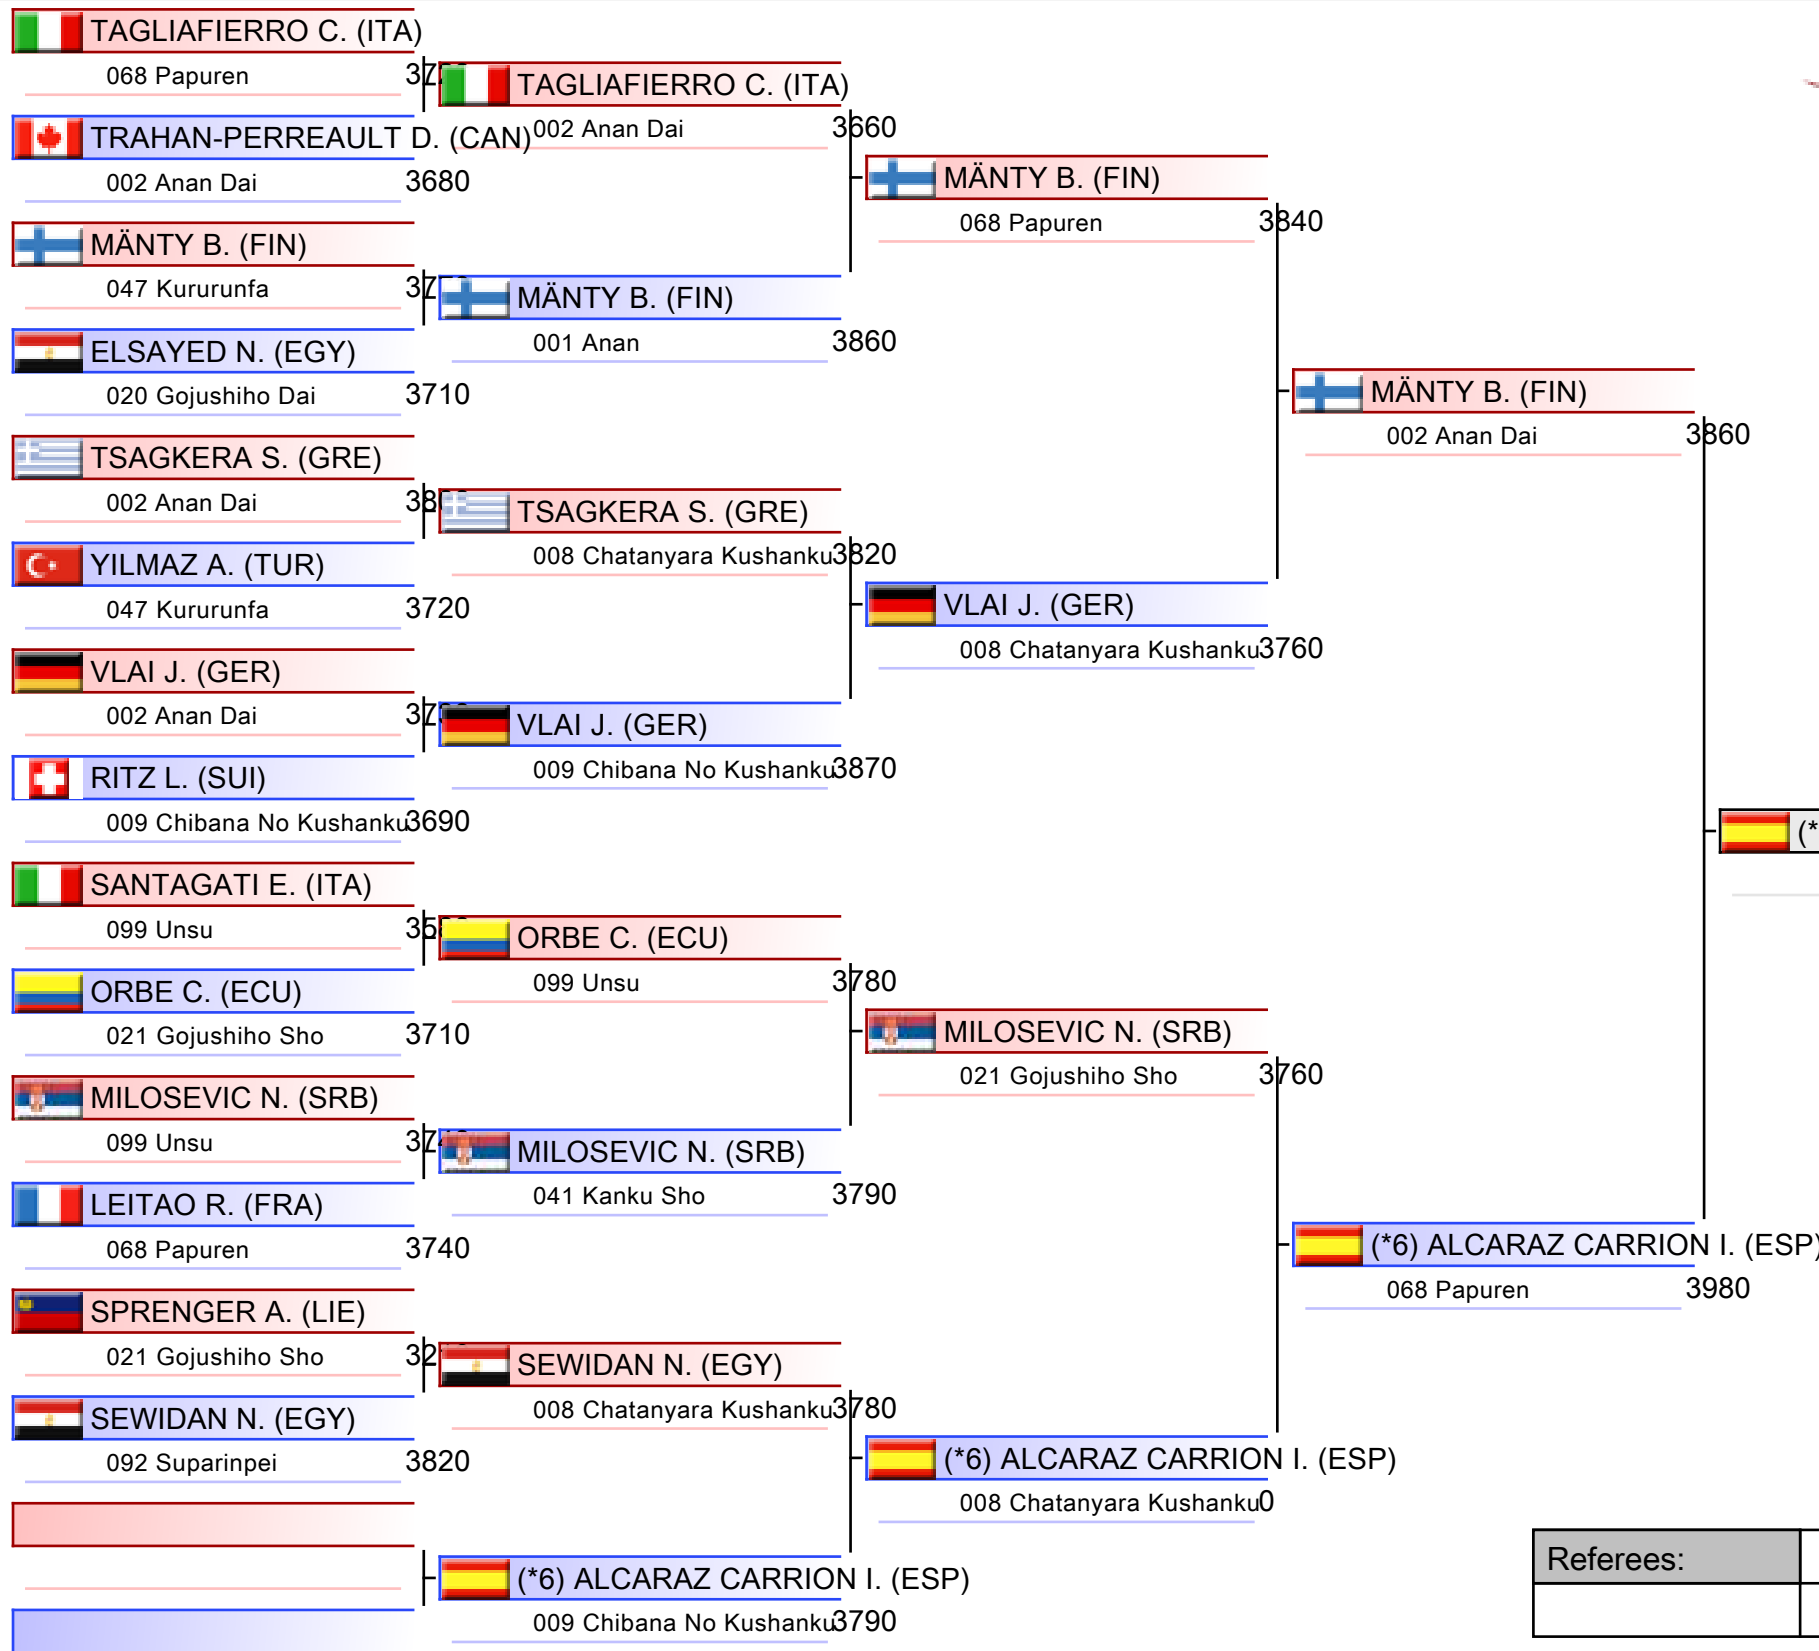 TAGLIAFIERRO C. (ITA)
068 Papuren
TRAHAN-PERREAULT D. (CAN)
002 Anan Dai 3680
MÄNTY B. (FIN)
047 Kururunfa
ELSAYED N. (EGY)
020 Gojushiho Dai 3710
TSAGKERA S. (GRE)
002 Anan Dai
YILMAZ A. (TUR)
047 Kururunfa 3720
VLAI J. (GER)
002 Anan Dai
RITZ L. (SUI)
009 Chibana No Kushanku 3690
SANTAGATI E. (ITA)
099 Unsu
ORBE C. (ECU)
021 Gojushiho Sho 3710
MILOSEVIC N. (SRB)
099 Unsu
LEITAO R. (FRA)
068 Papuren 3740
SPRENGER A. (LIE)
021 Gojushiho Sho
SEWIDAN N. (EGY)
092 Suparinpei 3820
TAGLIAFIERRO C. (ITA)
002 Anan Dai 3660
MÄNTY B. (FIN)
001 Anan 3860
TSAGKERA S. (GRE)
008 Chatanyara Kushanku 3820
VLAI J. (GER)
009 Chibana No Kushanku 3870
ORBE C. (ECU)
099 Unsu 3780
MILOSEVIC N. (SRB)
041 Kanku Sho 3790
SEWIDAN N. (EGY)
008 Chatanyara Kushanku 3780
(*6) ALCARAZ CARRION I. (ESP)
009 Chibana No Kushanku 3790
MÄNTY B. (FIN)
068 Papuren 3840
VLAI J. (GER)
008 Chatanyara Kushanku 3760
MILOSEVIC N. (SRB)
021 Gojushiho Sho 3760
(*6) ALCARAZ CARRION I. (ESP)
008 Chatanyara Kushanku 0
MÄNTY B. (FIN)
002 Anan Dai 3860
(*6) ALCARAZ CARRION I. (ESP)
068 Papuren 3980
(*
Referees: